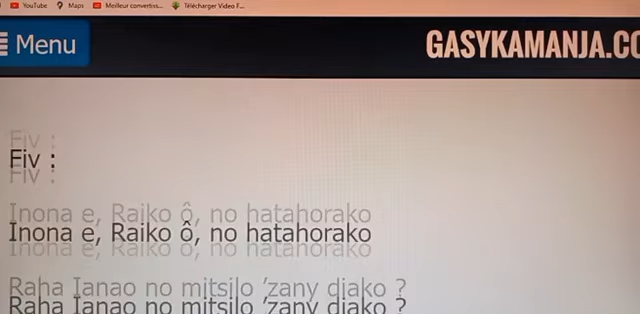 YouTube Maps Meilleur convertiss... Télécharger Video F...
Menu GASYKAMANJA.CO
Fiv :
Inona e, Raiko ô, no hatahorako
Raha Ianao no mitsilo ’zany diako ?